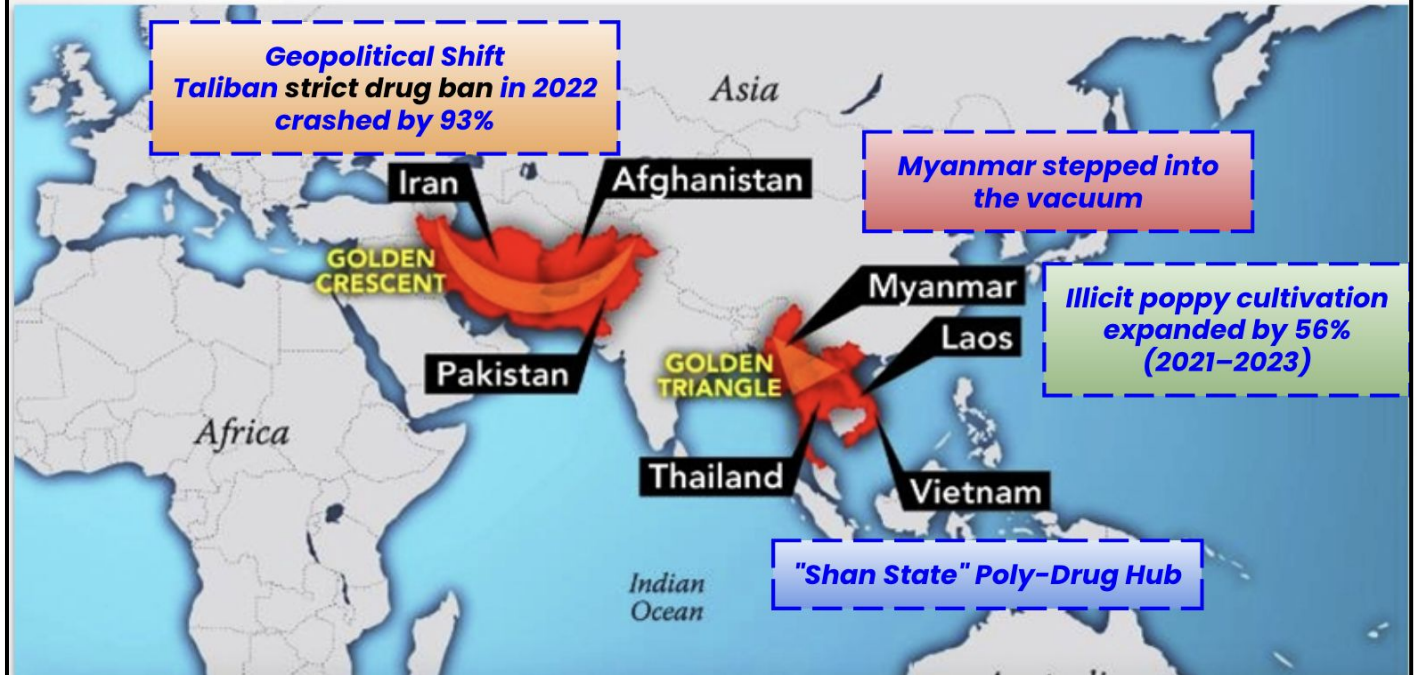 Geopolitical Shift
Taliban strict drug ban in 2022
crashed by 93%
Asia
Myanmar stepped into
the vacuum
Iran
Afghanistan
GOLDEN
CRESCENT
Myanmar
Illicit poppy cultivation
expanded by 56%
(2021–2023)
Laos
Pakistan
GOLDEN
TRIANGLE
Africa
Thailand
Vietnam
"Shan State" Poly-Drug Hub
Indian
Ocean